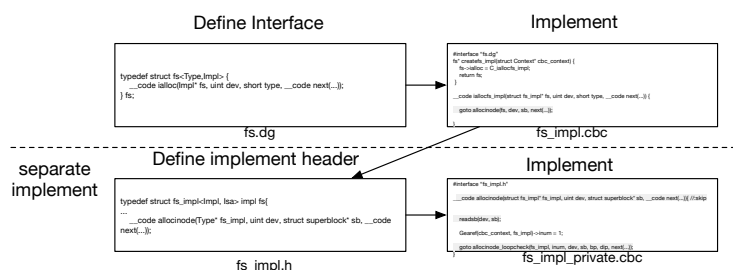 Define Interface
Implement
typedef struct fs<Type,Impl> {
__code ialloc(Impl* fs, uint dev, short type, __code next(...));
} fs;
fs.dg
#interface "fs.dg"
fs* createfs_impl(struct Context* cbc_context) {
fs->ialloc = C_iallocfs_impl;
return fs;
}
__code iallocfs_impl(struct fs_impl* fs, uint dev, short type, __code next(...)) {
goto allocinode(fs, dev, sb, next(...));
}
fs_impl.cbc
separate
implement
Define implement header
Implement
typedef struct fs_impl<Impl, Isa> impl fs{
...
__code allocinode(Type* fs_impl, uint dev, struct superblock* sb, __code
next(...));
fs_impl.h
#interface "fs_impl.h"
__code allocinode(struct fs_impl* fs_impl, uint dev, struct superblock* sb, __code next(...)){ //:skip
readsb(dev, sb);
Gearef(cbc_context, fs_impl)->inum = 1;
goto allocinode_loopcheck(fs_impl, inum, dev, sb, bp, dip, next(...));
}
fs_impl_private.cbc